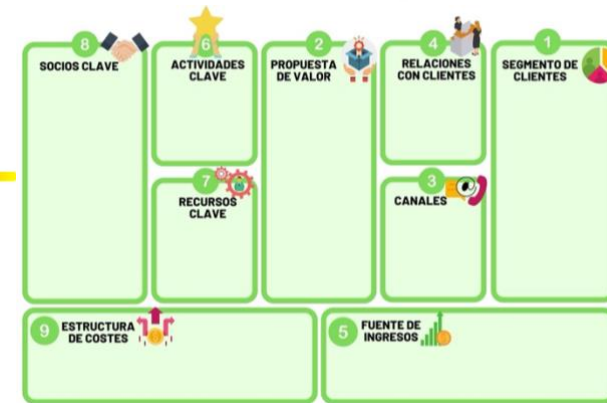 8
SOCIOS CLAVE
6
ACTIVIDADES
CLAVE
2
PROPUESTA
DE VALOR
4
RELACIONES
CON CLIENTES
1
SEGMENTO DE
CLIENTES
7
RECURSOS
CLAVE
3
CANALES
9
ESTRUCTURA
DE COSTES
5
FUENTE DE
INGRESOS